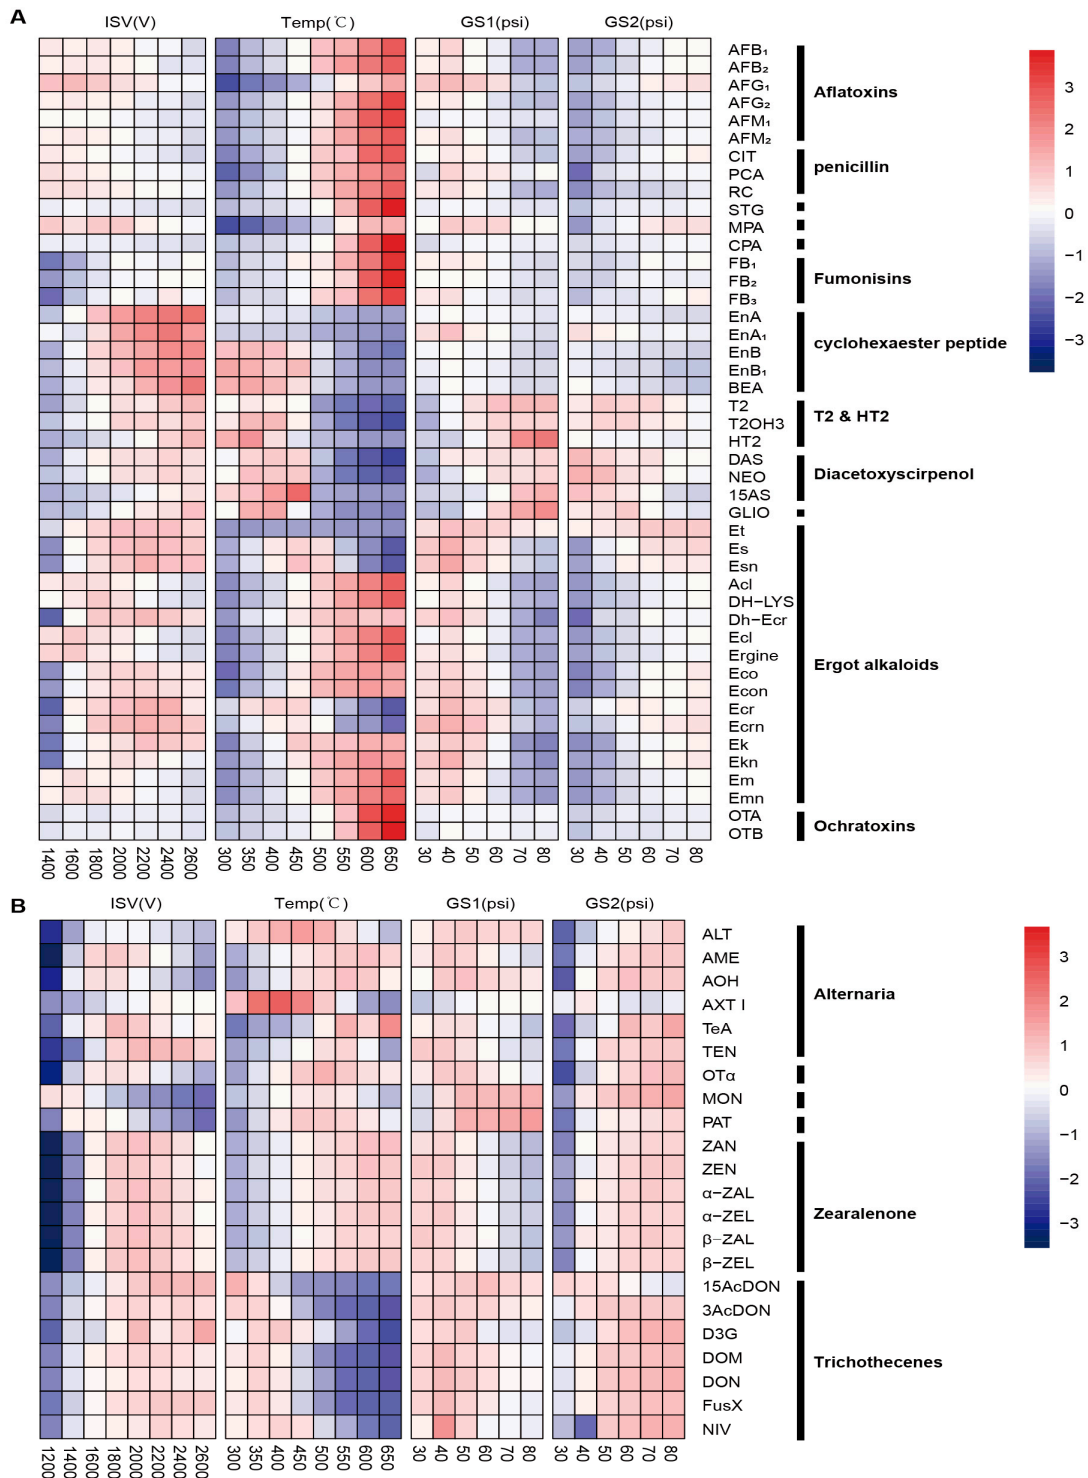 A
ISV(V) Temp(℃) GS1(psi) GS2(psi)
AFB₁
AFB₂
AFG₁
AFG₂
AFM₁
AFM₂
Aflatoxins
CIT
PCA
RC
penicillin
STG
MPA
CPA
FB₁
FB₂
FB₃
Fumonisins
EnA
EnA₁
EnB
EnB₁
BEA
cyclohexaester peptide
T2
T2OH3
HT2
T2 & HT2
DAS
NEO
15AS
Diacetoxyscirpenol
GLIO
Et
Es
Esn
Acl
DH−LYS
Dh−Ecr
Ecl
Ergine
Eco
Econ
Ecr
Ecrn
Ek
Ekn
Em
Emn
Ergot alkaloids
OTA
OTB
Ochratoxins
3
2
1
0
−1
−2
−3
1400 1600 1800 2000 2200 2400 2600 300 350 400 450 500 550 600 650 30 40 50 60 70 80 30 40 50 60 70 80
B
ISV(V) Temp(℃) GS1(psi) GS2(psi)
ALT
AME
AOH
AXT I
TeA
TEN
Alternaria
OTα
MON
PAT
ZAN
ZEN
α−ZAL
α−ZEL
β−ZAL
β−ZEL
Zearalenone
15AcDON
3AcDON
D3G
DOM
DON
FusX
NIV
Trichothecenes
3
2
1
0
−1
−2
−3
1200 1400 1600 1800 2000 2200 2400 2600 300 350 400 450 500 550 600 650 30 40 50 60 70 80 30 40 50 60 70 80